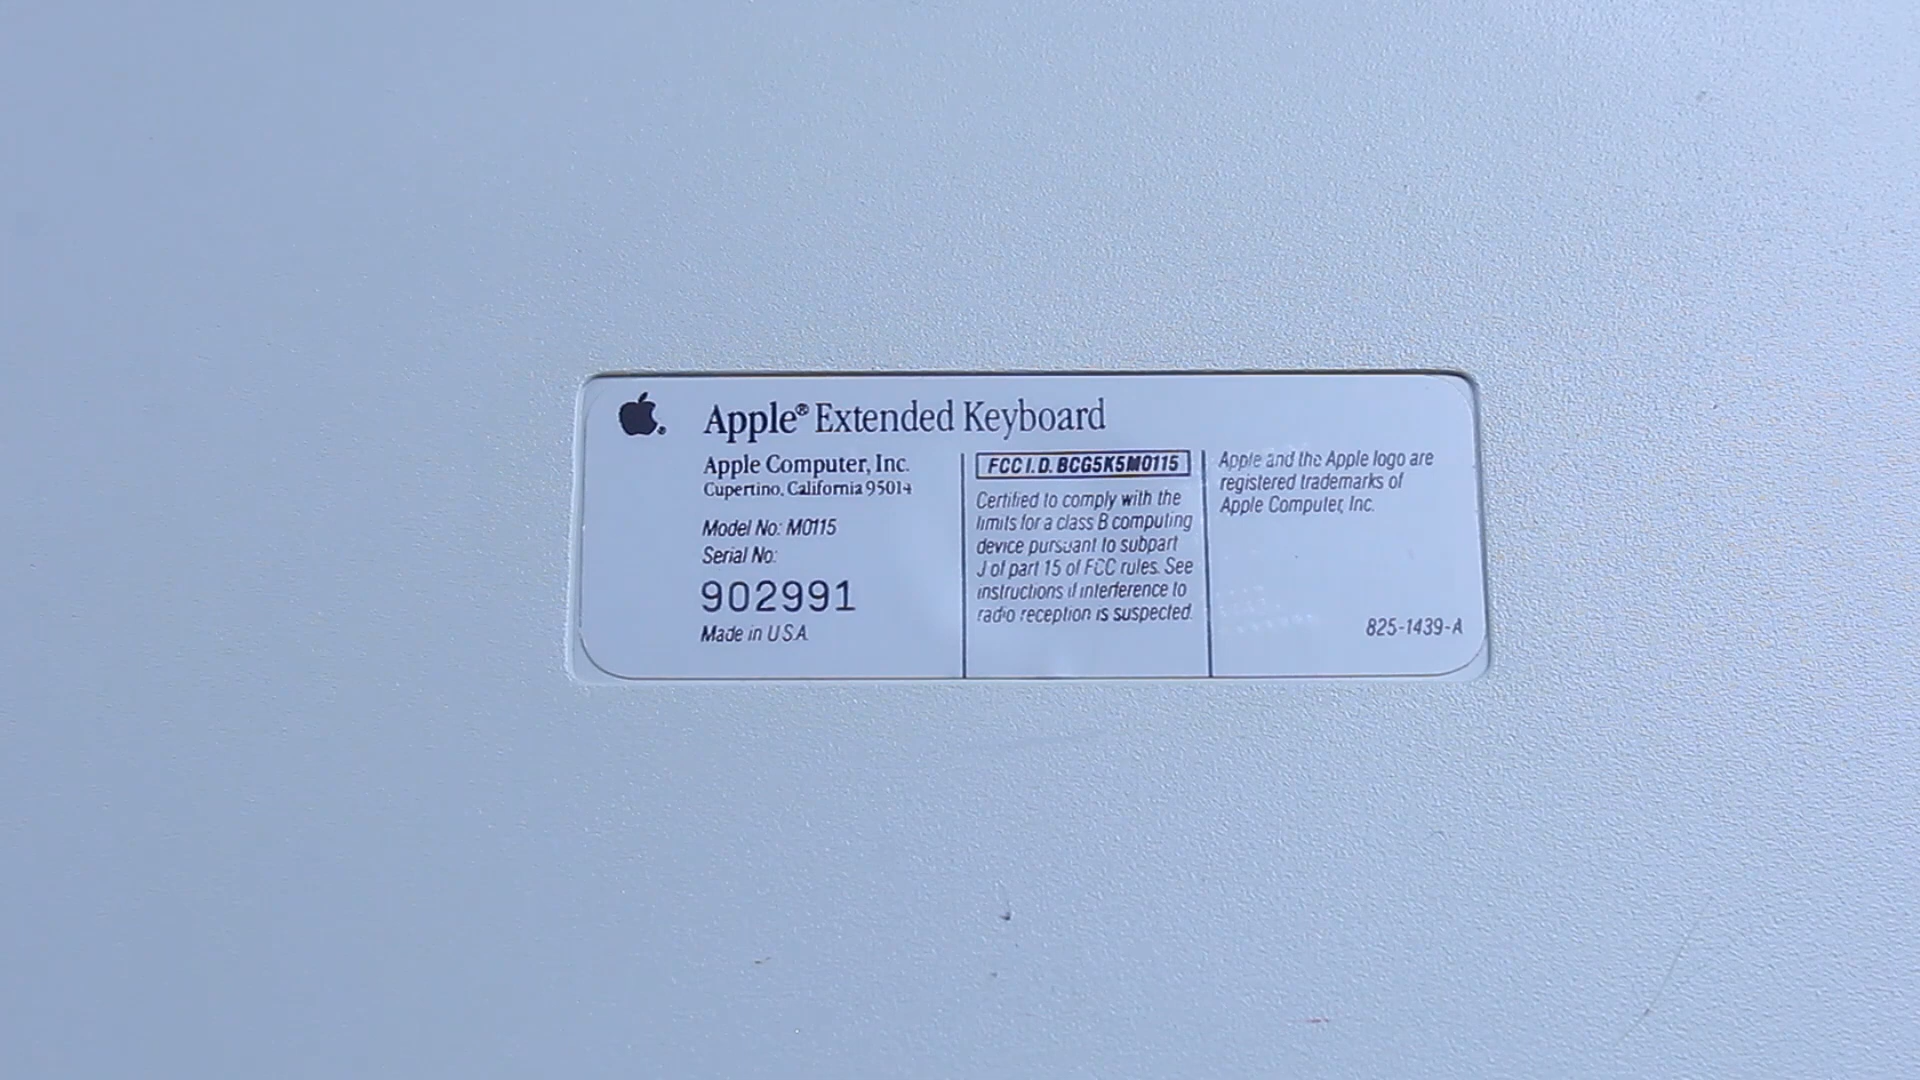 Apple® Extended Keyboard
Apple Computer, Inc.
Cupertino, California 95014
Model No: M0115
Serial No:
902991
Made in U.S.A.
FCC I.D. BCG5K5M0115
Certified to comply with the
limits for a class B computing
device pursuant to subpart
J of part 15 of FCC rules. See
instructions if interference to
radio reception is suspected.
Apple and the Apple logo are
registered trademarks of
Apple Computer, Inc.
825-1439-A